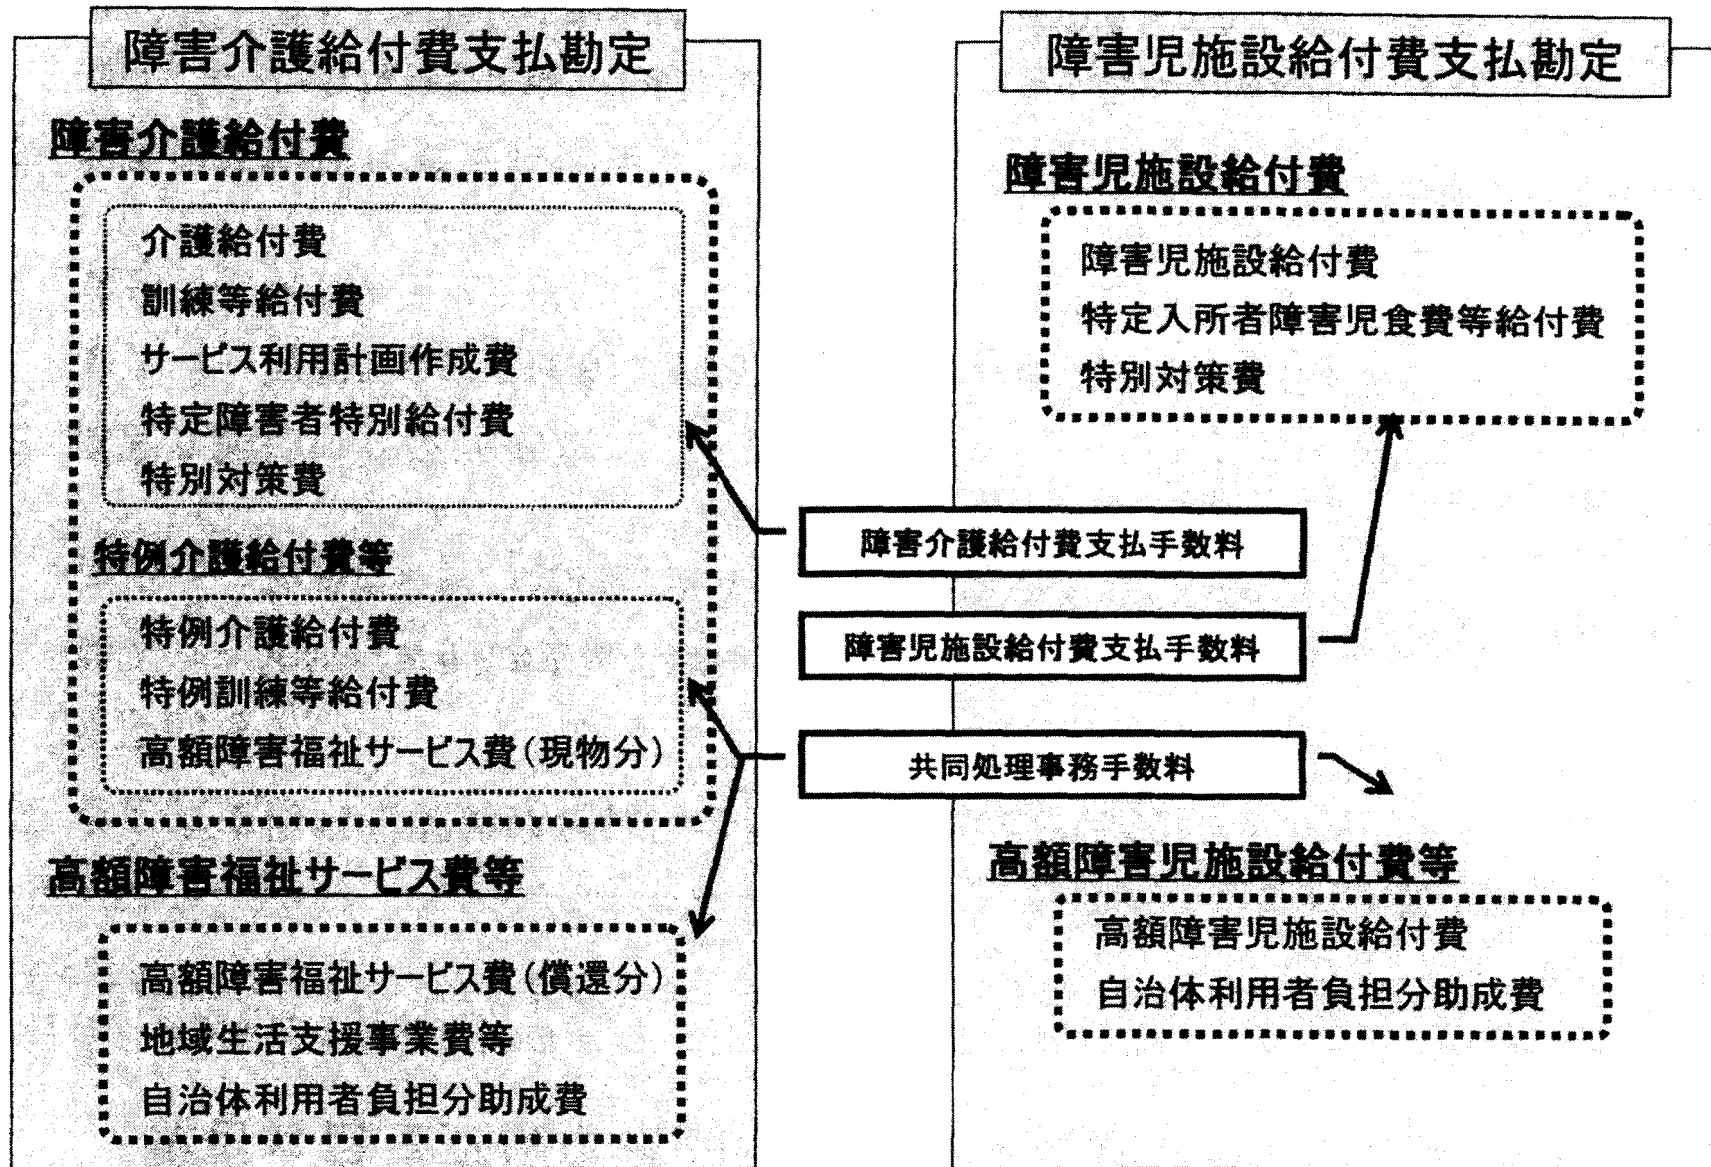 障害介護給付費支払勘定
障害介護給付費
介護給付費
訓練等給付費
サービス利用計画作成費
特定障害者特別給付費
特別対策費
特例介護給付費等
特例介護給付費
特例訓練等給付費
高額障害福祉サービス費(現物分)
高額障害福祉サービス費等
高額障害福祉サービス費(償還分)
地域生活支援事業費等
自治体利用者負担分助成費
障害介護給付費支払手数料
障害児施設給付費支払手数料
共同処理事務手数料
障害児施設給付費支払勘定
障害児施設給付費
障害児施設給付費
特定入所者障害児食費等給付費
特別対策費
高額障害児施設給付費等
高額障害児施設給付費
自治体利用者負担分助成費